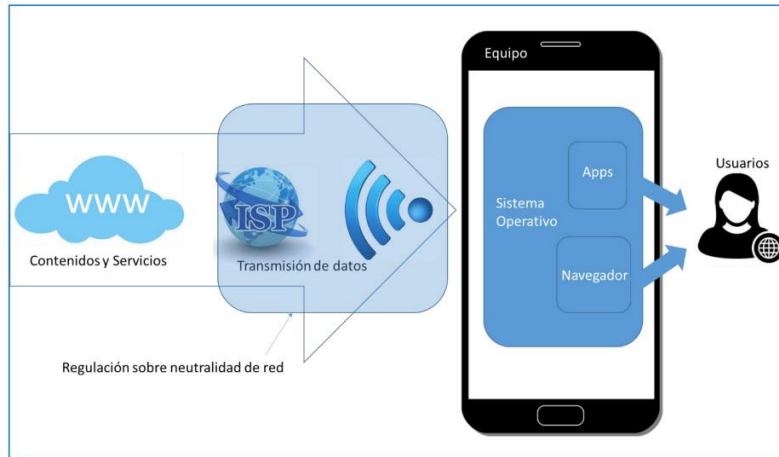 Equipo
WWW
Contenidos y Servicios
ISP
Transmisión de datos
Regulación sobre neutralidad de red
Apps
Sistema
Operativo
Navegador
Usuarios